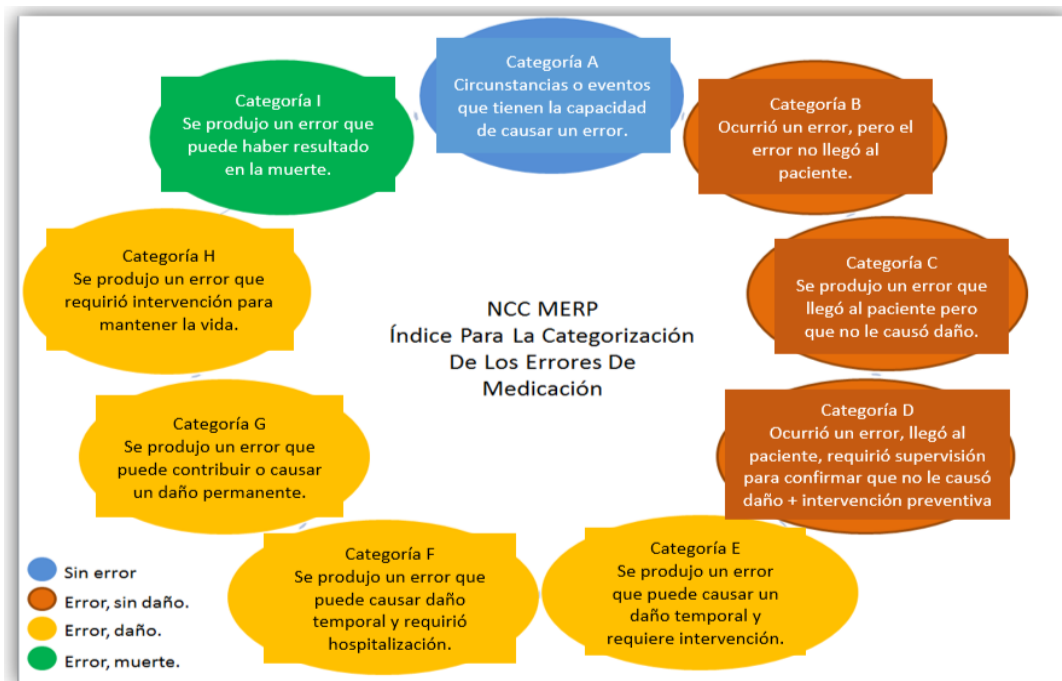 Categoría A
Circunstancias o eventos
que tienen la capacidad
de causar un error.
Categoría B
Ocurrió un error, pero el
error no llegó al
paciente.
Categoría C
Se produjo un error que
llegó al paciente pero
que no le causó daño.
Categoría D
Ocurrió un error, llegó al
paciente, requirió supervisión
para confirmar que no le causó
daño + intervención preventiva
Categoría E
Se produjo un error
que puede causar un
daño temporal y
requiere intervención.
Categoría F
Se produjo un error que
puede causar daño
temporal y requirió
hospitalización.
Categoría G
Se produjo un error que
puede contribuir o causar
un daño permanente.
Categoría H
Se produjo un error que
requirió intervención para
mantener la vida.
Categoría I
Se produjo un error que
puede haber resultado
en la muerte.
NCC MERP
Índice Para La Categorización
De Los Errores De
Medicación
Sin error
Error, sin daño.
Error, daño.
Error, muerte.